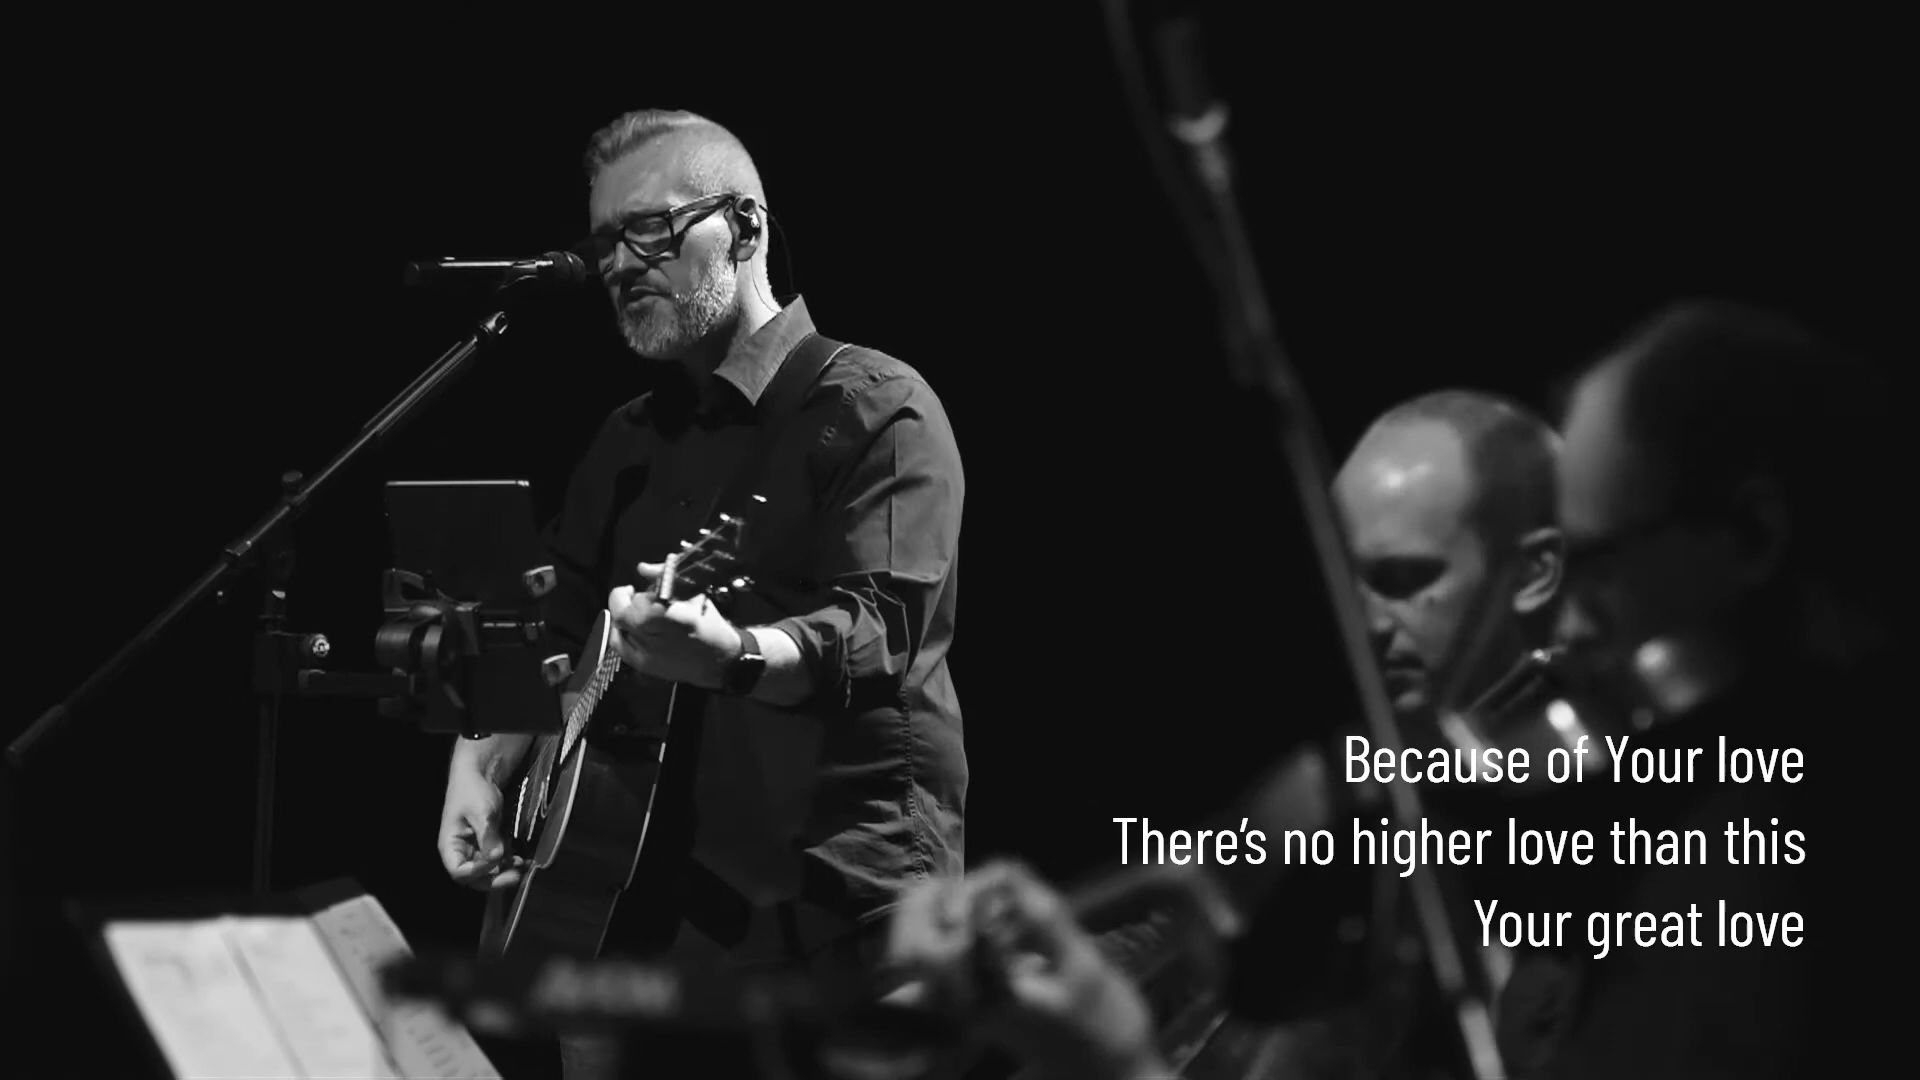 Because of Your love
There’s no higher love than this
Your great love